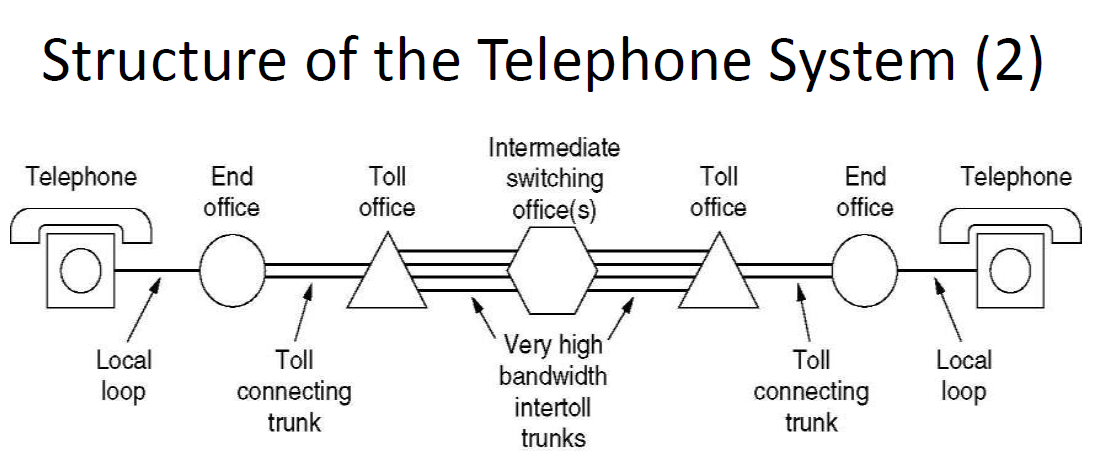 Structure of the Telephone System (2)
Telephone
End
office
Toll
office
Intermediate
switching
office(s)
Toll
office
End
office
Telephone
Local
loop
Toll
connecting
trunk
Very high
bandwidth
intertoll
trunks
Toll
connecting
trunk
Local
loop